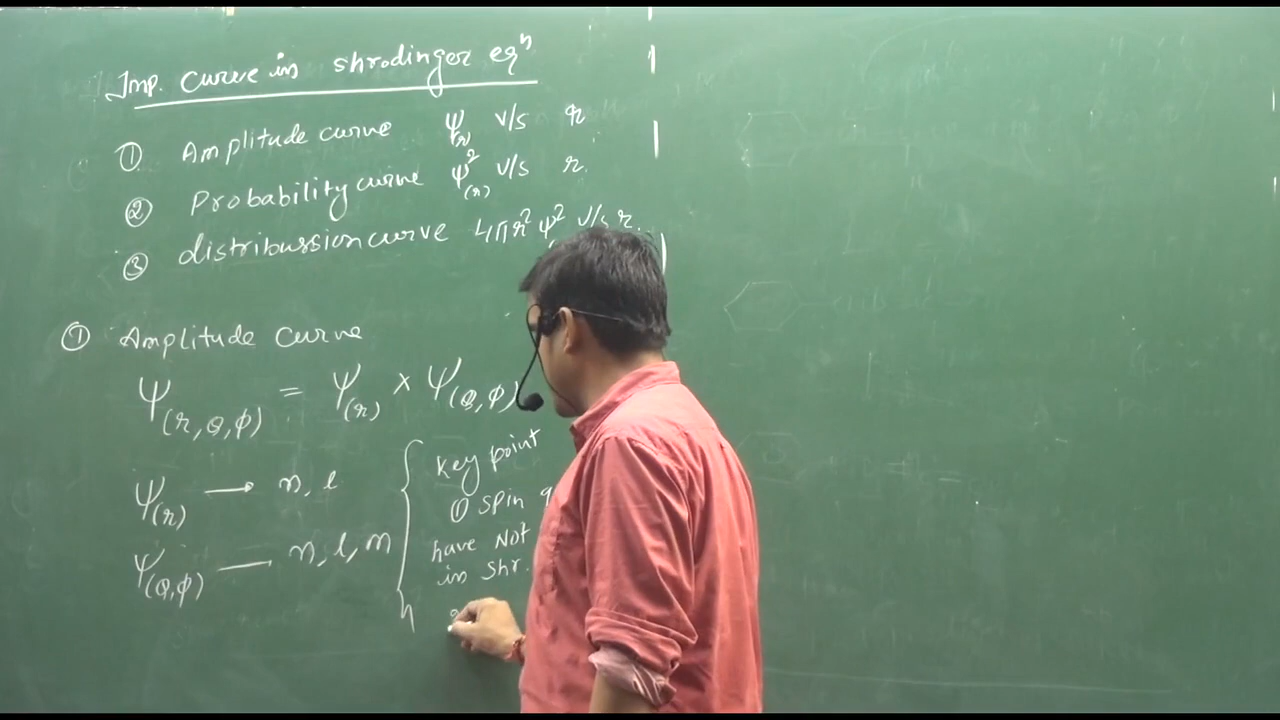 Imp. curve in shrodinger eqⁿ
① Amplitude curve ψ(r) v/s r
② Probability curve ψ²(r) v/s r.
③ distribussion curve 4πr²ψ² v/s r.
① Amplitude curve
ψ(r,θ,φ) = ψ(r) × ψ(θ,φ)
ψ(r) → n, l
ψ(θ,φ) — n, l, m
key point
① spin
have Not
in shr.